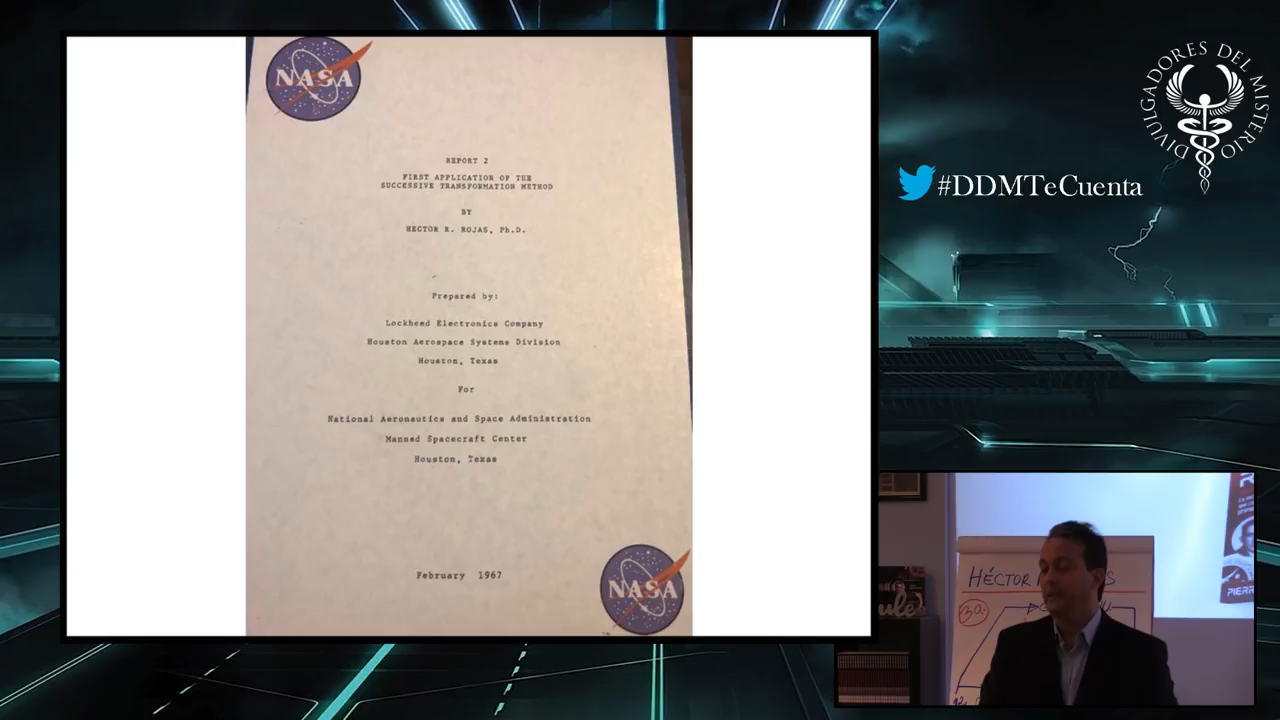 NASA
REPORT 2
FIRST APPLICATION OF THE
SUCCESSIVE TRANSFORMATION METHOD
BY
HECTOR R. ROJAS, Ph.D.
Prepared by:
Lockheed Electronics Company
Houston Aerospace Systems Division
Houston, Texas
For
National Aeronautics and Space Administration
Manned Spacecraft Center
Houston, Texas
February 1967
NASA
DIVULGADORES DEL MISTERIO
#DDMTeCuenta
HÉCTOR
3a
PIERR